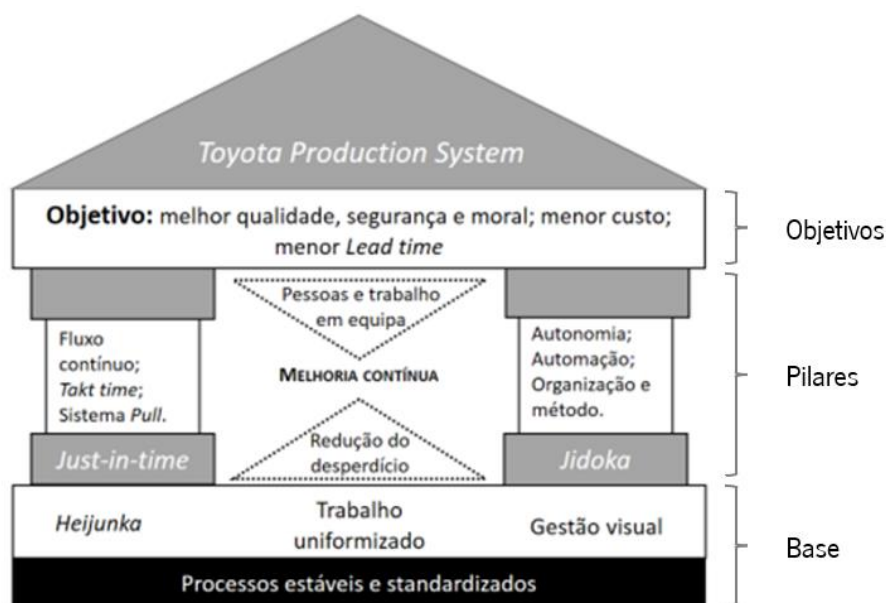 Toyota Production System
Objetivo: melhor qualidade, segurança e moral; menor custo;
menor Lead time
Objetivos
Pessoas e trabalho
em equipa
Fluxo
contínuo;
Takt time;
Sistema Pull.
MELHORIA CONTÍNUA
Autonomia;
Automação;
Organização e
método.
Pilares
Just-in-time
Redução do
desperdício
Jidoka
Heijunka
Trabalho
uniformizado
Gestão visual
Base
Processos estáveis e standardizados